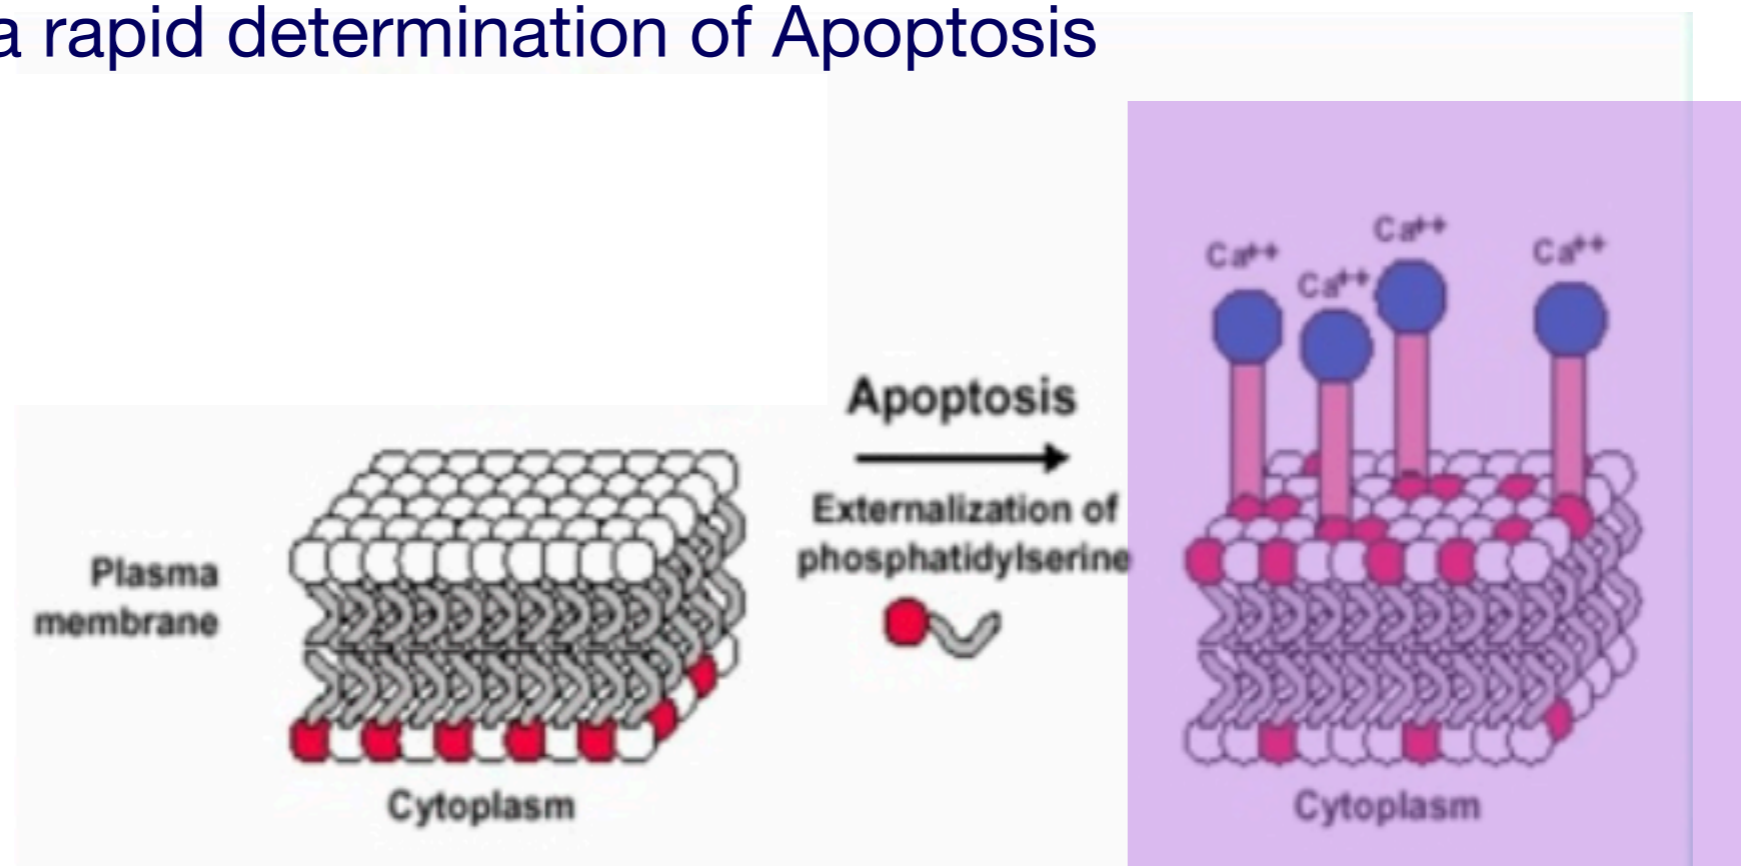 a rapid determination of Apoptosis
Ca++
Ca++
Ca++
Ca++
Apoptosis
Externalization of
phosphatidylserine
Plasma
membrane
Cytoplasm
Cytoplasm